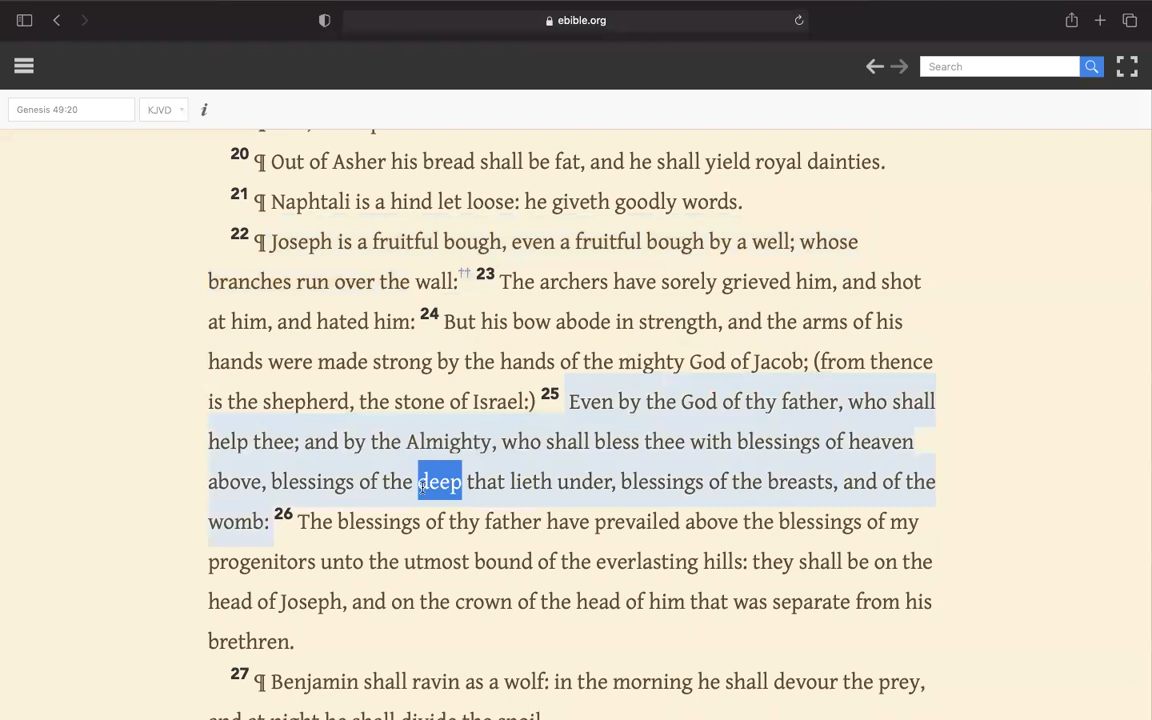 ebible.org
Search
Genesis 49:20
KJVD
i
20 ¶ Out of Asher his bread shall be fat, and he shall yield royal dainties.
21 ¶ Naphtali is a hind let loose: he giveth goodly words.
22 ¶ Joseph is a fruitful bough, even a fruitful bough by a well; whose
branches run over the wall:†† 23 The archers have sorely grieved him, and shot
at him, and hated him: 24 But his bow abode in strength, and the arms of his
hands were made strong by the hands of the mighty God of Jacob; (from thence
is the shepherd, the stone of Israel:) 25 Even by the God of thy father, who shall
help thee; and by the Almighty, who shall bless thee with blessings of heaven
above, blessings of the deep that lieth under, blessings of the breasts, and of the
womb: 26 The blessings of thy father have prevailed above the blessings of my
progenitors unto the utmost bound of the everlasting hills: they shall be on the
head of Joseph, and on the crown of the head of him that was separate from his
brethren.
27 ¶ Benjamin shall ravin as a wolf: in the morning he shall devour the prey,
and at night he shall divide the spoil.